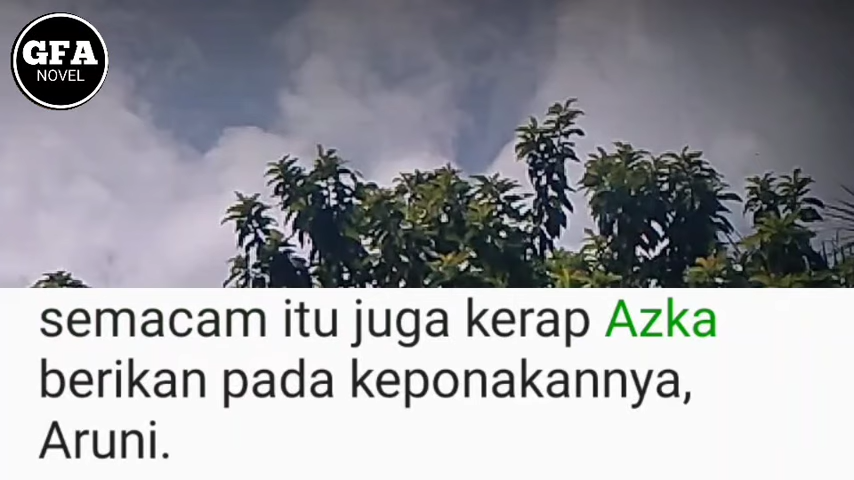 GFA
NOVEL
semacam itu juga kerap Azka
berikan pada keponakannya,
Aruni.